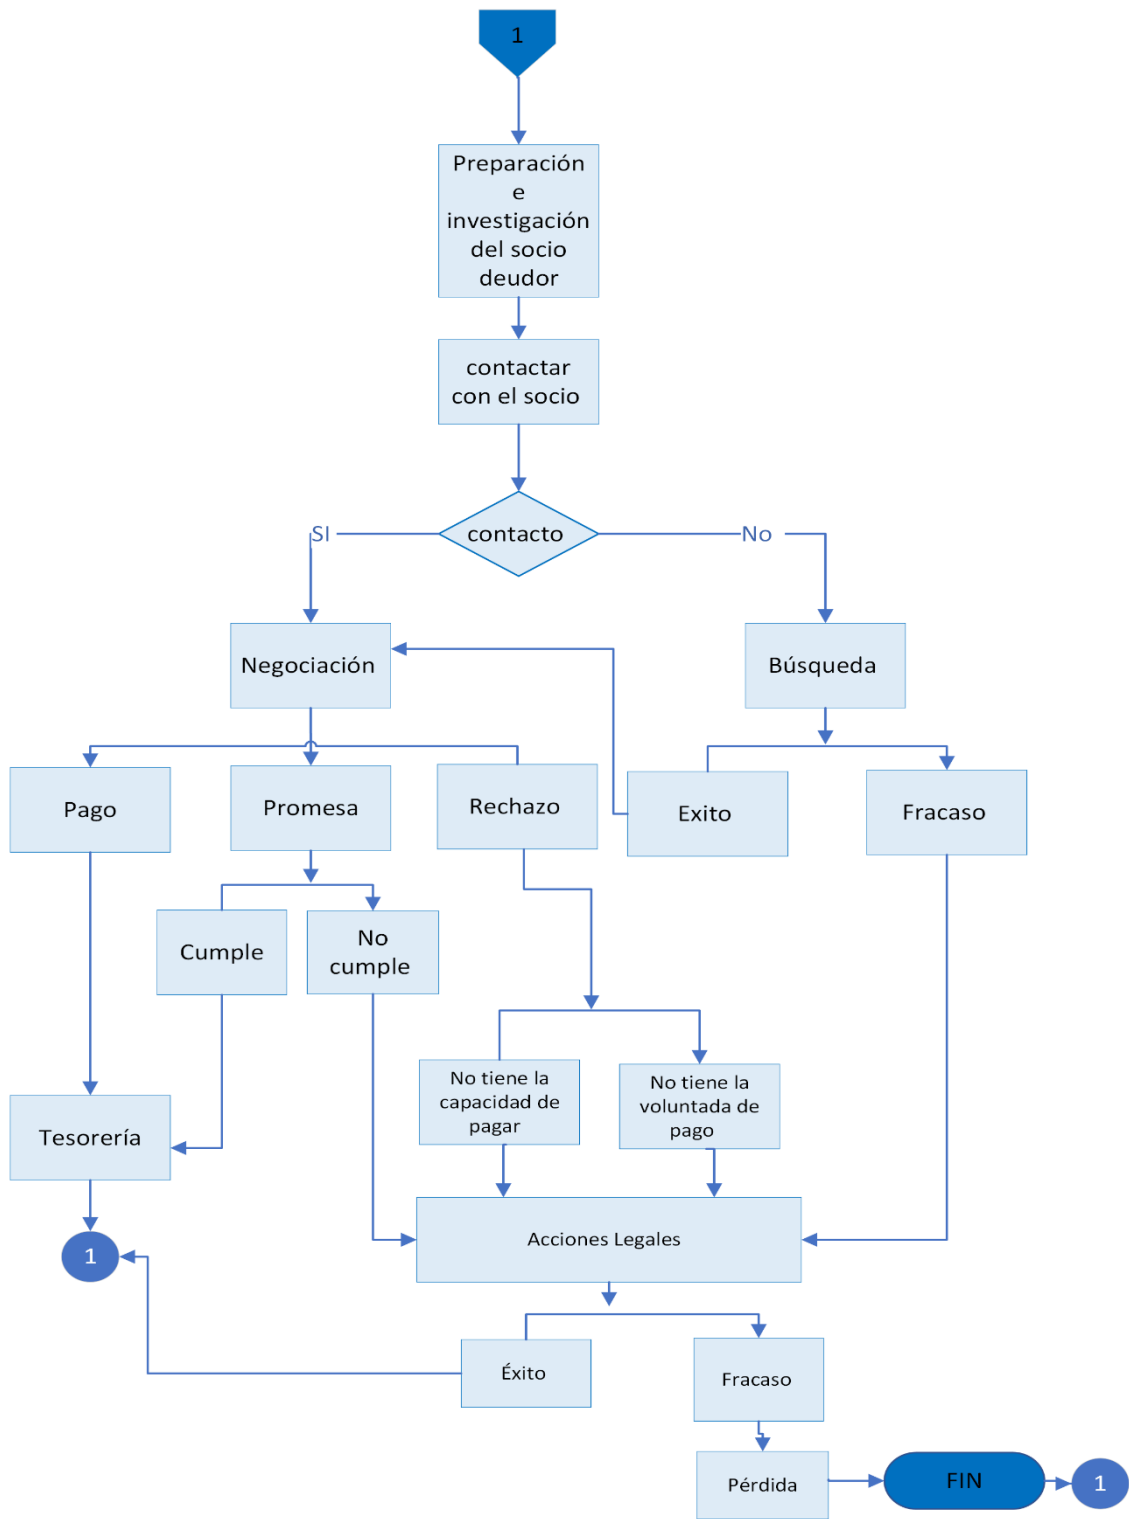 1
Preparación
e
investigación
del socio
deudor
contactar
con el socio
SI
contacto
No
Negociación
Búsqueda
Pago
Promesa
Rechazo
Exito
Fracaso
Cumple
No
cumple
No tiene la
capacidad de
pagar
No tiene la
voluntada de
pago
Tesorería
1
Acciones Legales
Éxito
Fracaso
Pérdida
FIN
1